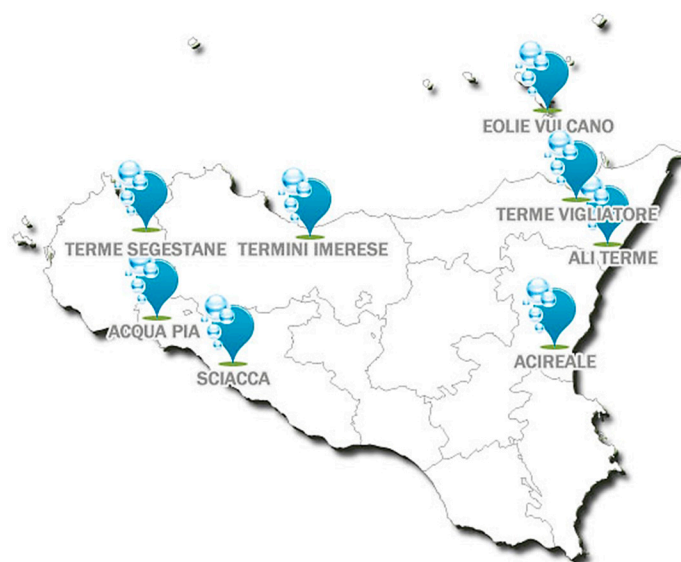 EOLIE VULCANO
TERME VIGLIATORE
TERME SEGESTANE
TERMINI IMERESE
ALI TERME
ACQUA PIA
ACIREALE
SCIACCA